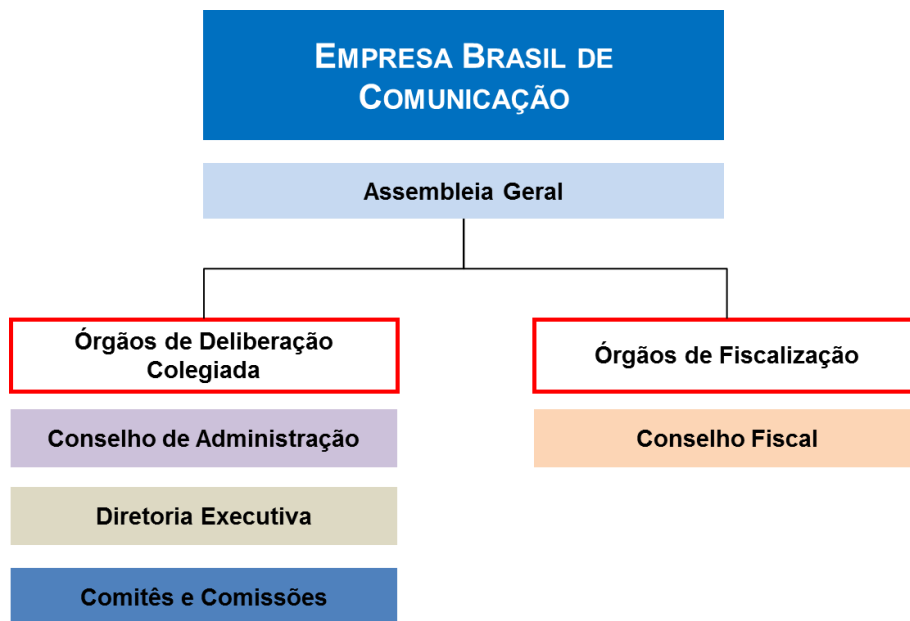 EMPRESA BRASIL DE
COMUNICAÇÃO
Assembleia Geral
Órgãos de Deliberação
Colegiada
Órgãos de Fiscalização
Conselho de Administração
Conselho Fiscal
Diretoria Executiva
Comitês e Comissões